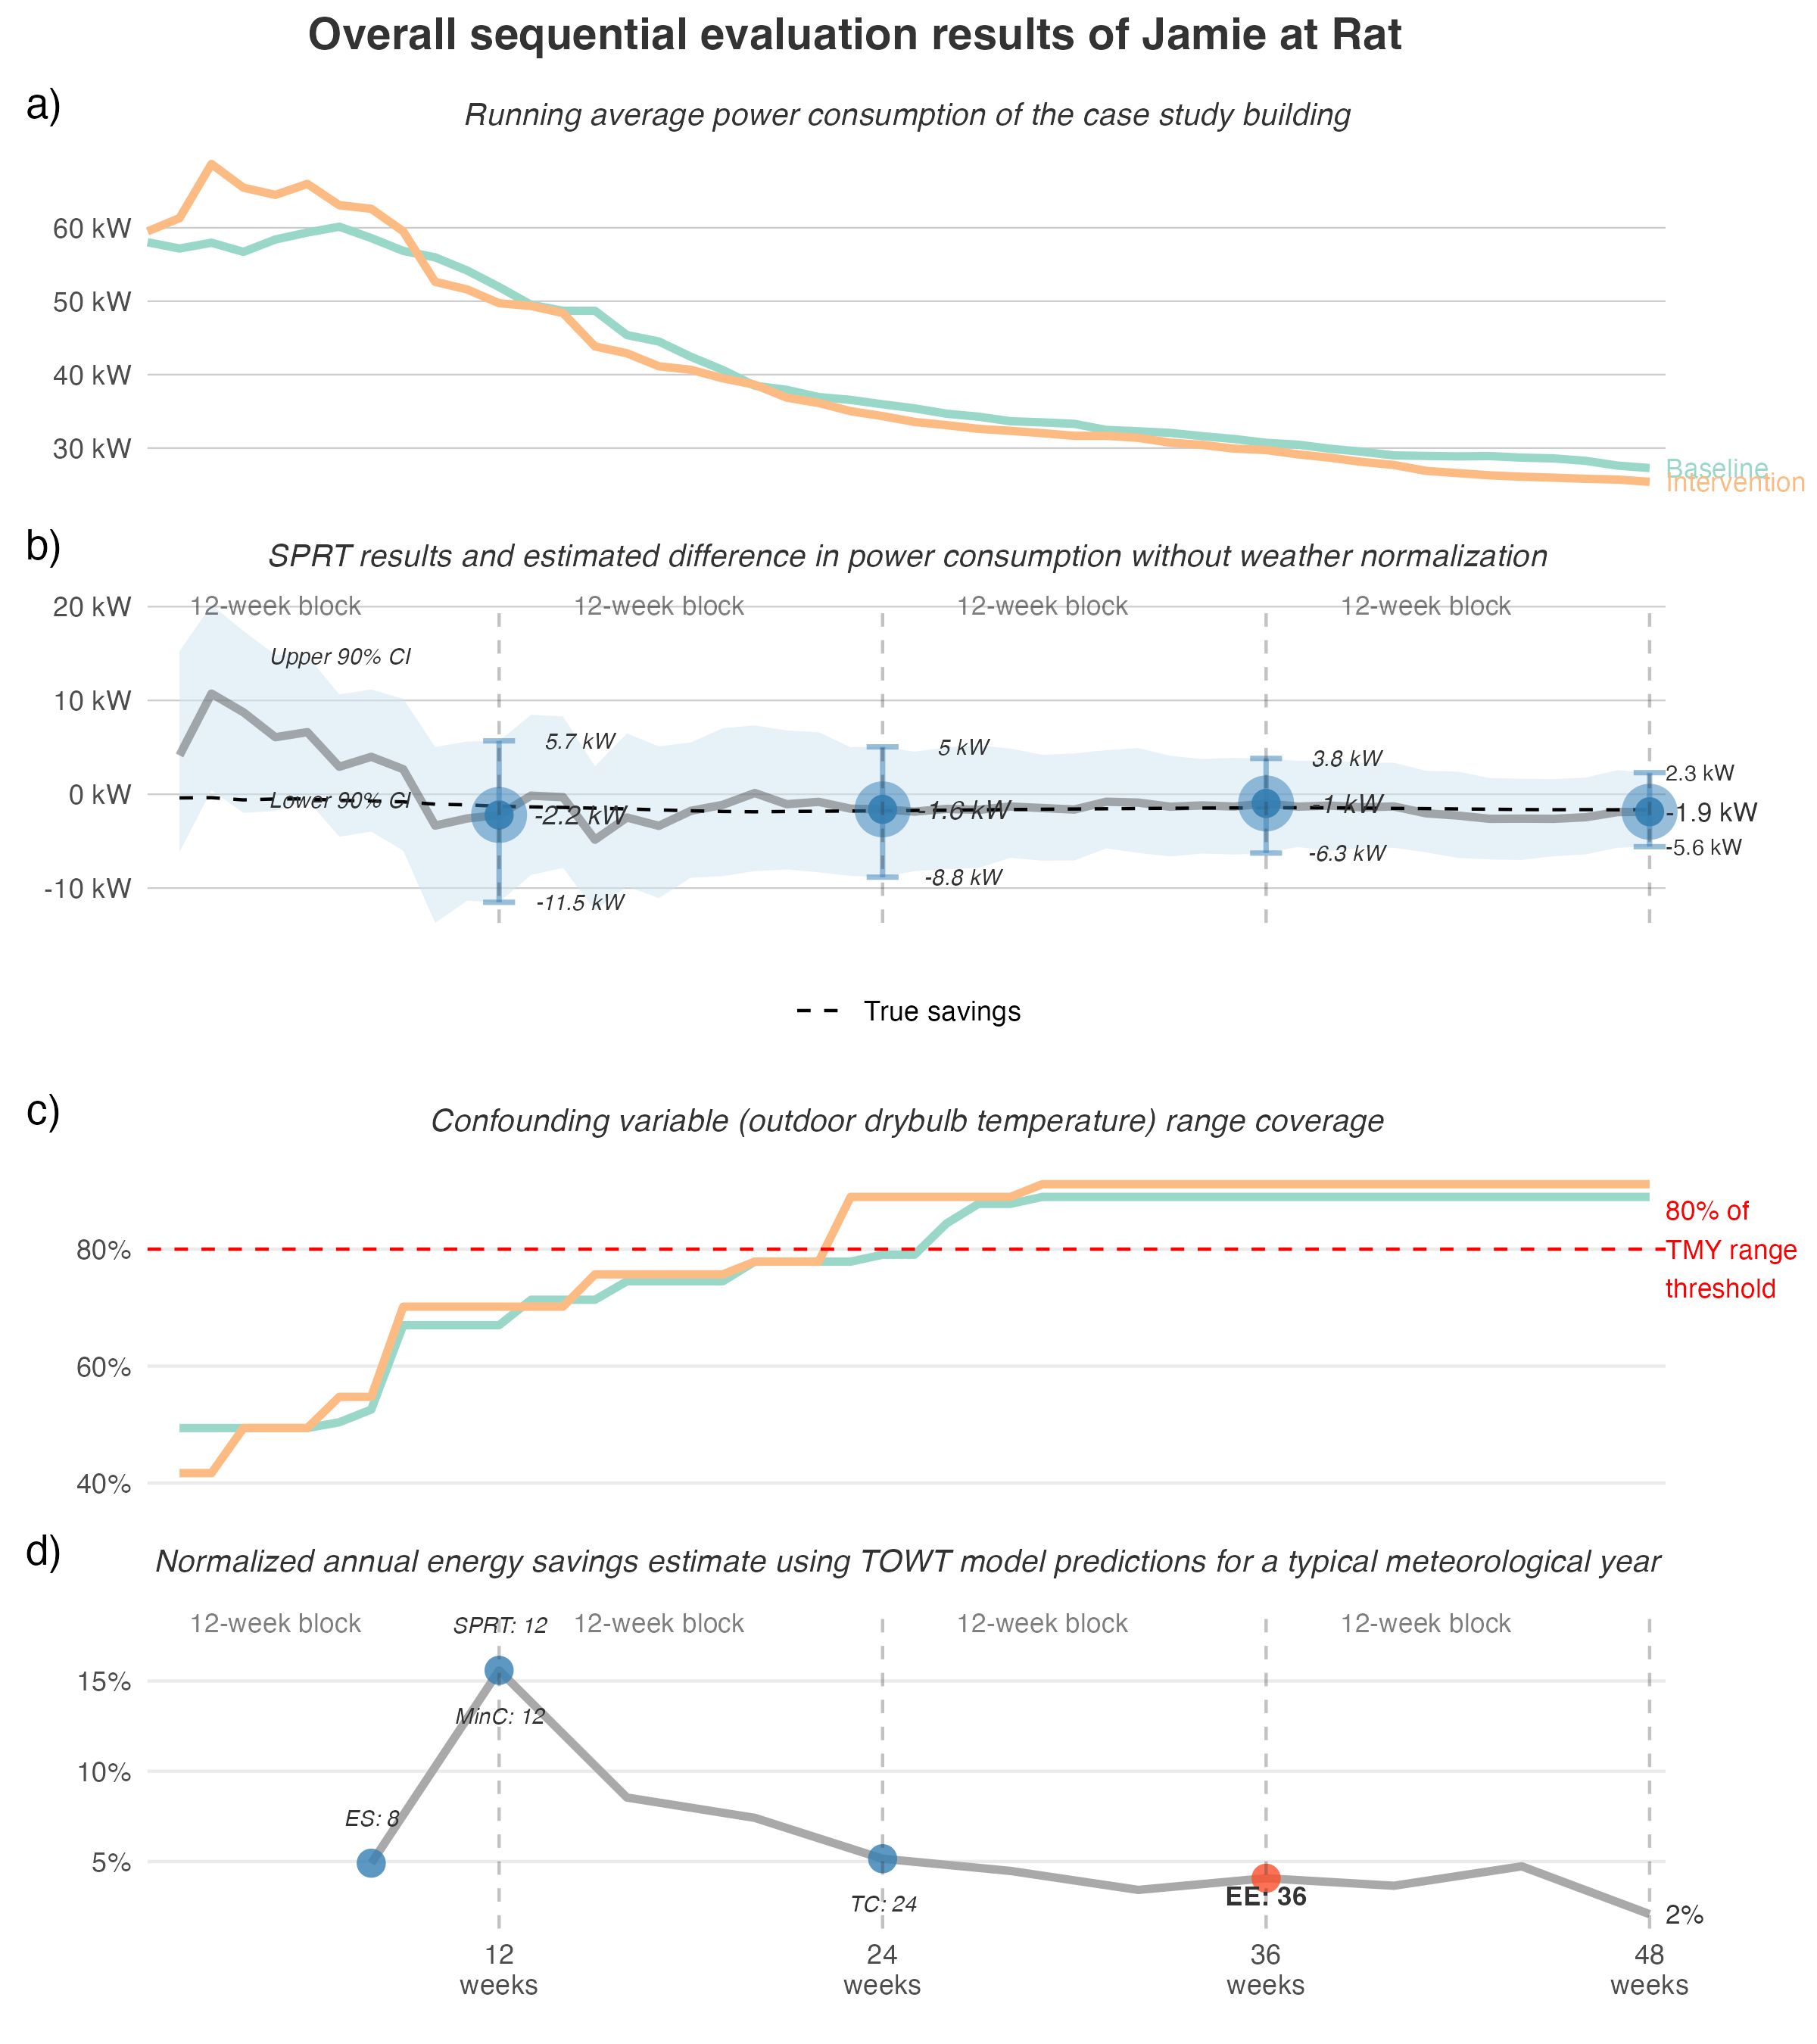 Overall sequential evaluation results of Jamie at Rat
a)
Running average power consumption of the case study building
60 kW
50 kW
40 kW
30 kW
Baseline
Intervention
b)
SPRT results and estimated difference in power consumption without weather normalization
20 kW
12-week block
12-week block
12-week block
12-week block
Upper 90% CI
10 kW
5.7 kW
5 kW
3.8 kW
2.3 kW
0 kW
Lower 90% CI
-2.2 kW
-1.6 kW
-1 kW
-1.9 kW
-6.3 kW
-5.6 kW
-10 kW
-8.8 kW
-11.5 kW
True savings
c)
Confounding variable (outdoor drybulb temperature) range coverage
80%
60%
40%
80% of
TMY range
threshold
d)
Normalized annual energy savings estimate using TOWT model predictions for a typical meteorological year
12-week block
SPRT: 12
12-week block
12-week block
12-week block
15%
MinC: 12
10%
ES: 8
5%
TC: 24
EE: 36
2%
12
weeks
24
weeks
36
weeks
48
weeks